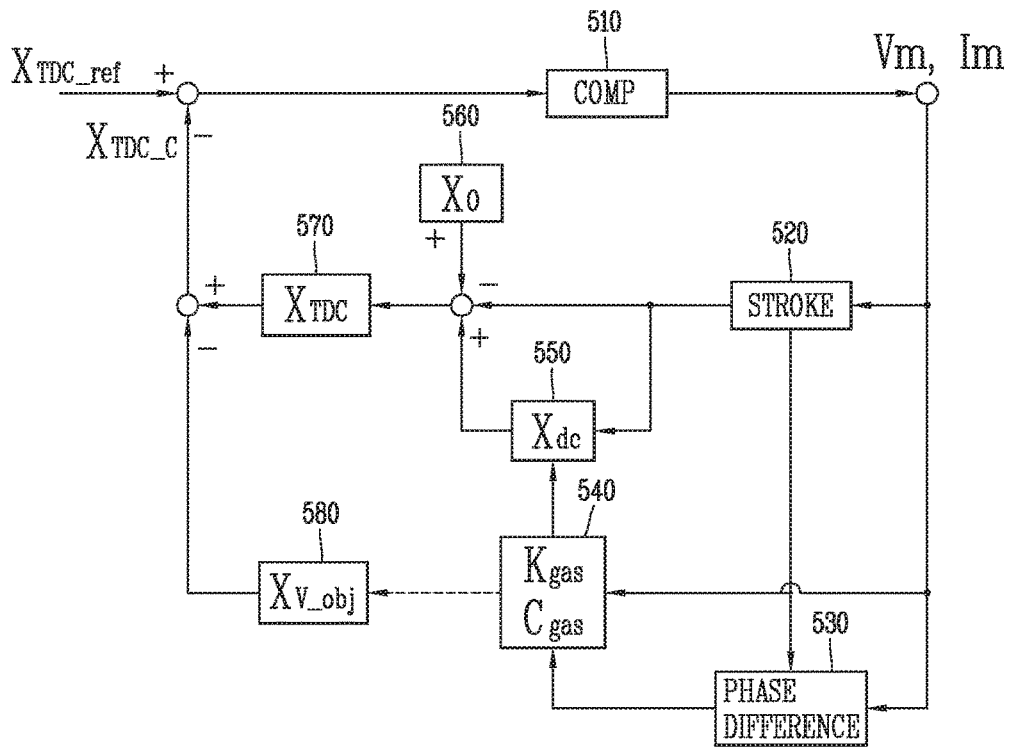 510
XTDC_ref
+
COMP
Vm, Im
XTDC_C
−
560
X0
+
570
520
+
XTDC
−
STROKE
−
+
550
Xdc
540
580
Kgas
Cgas
XV_obj
530
PHASE
DIFFERENCE